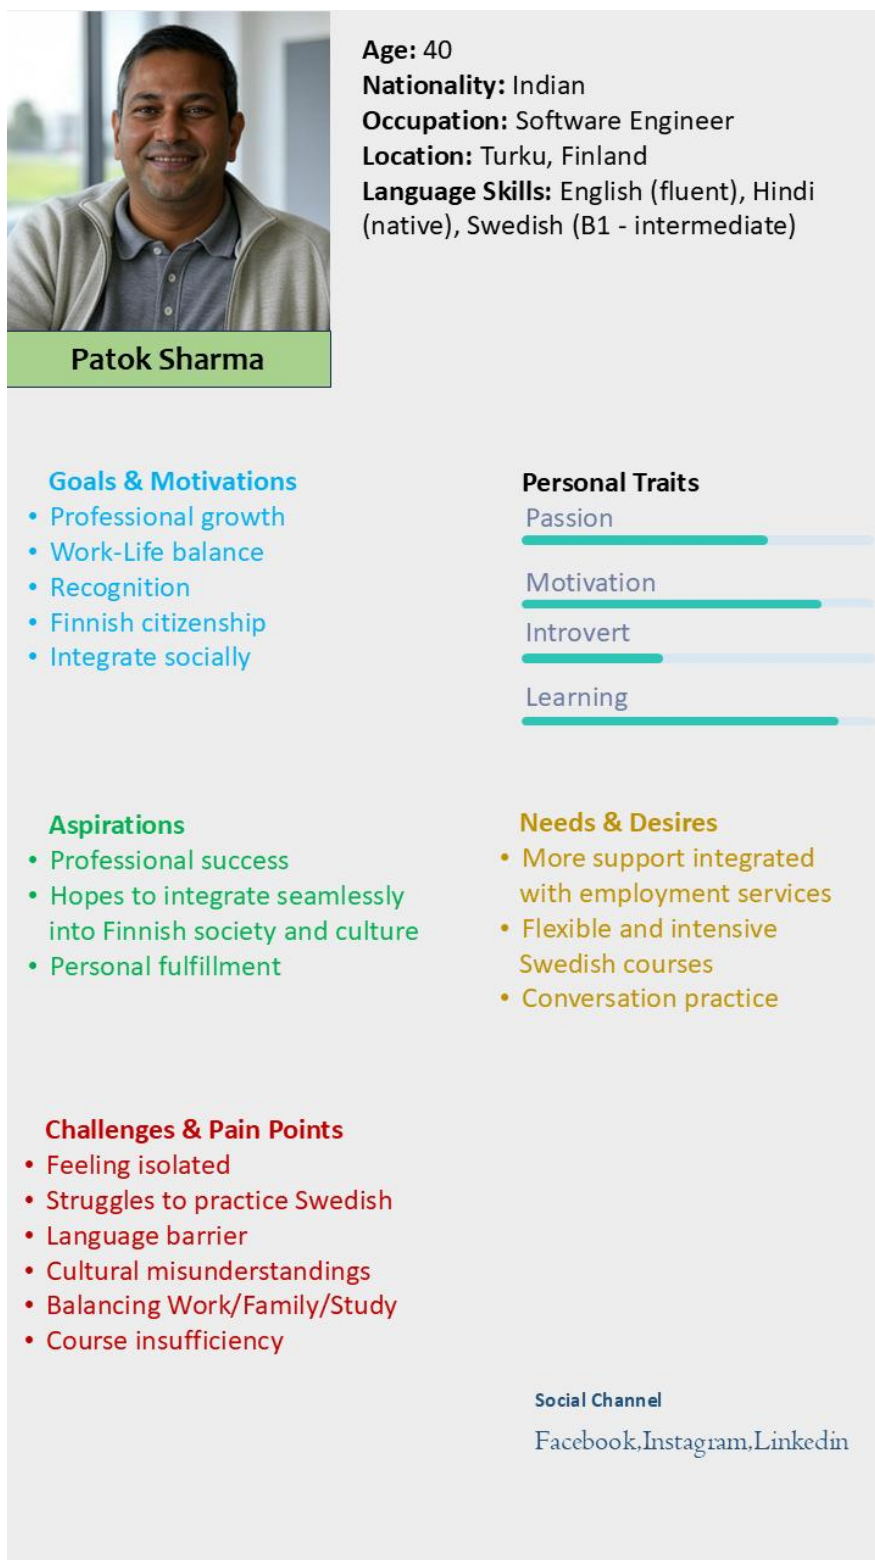 Age: 40
Nationality: Indian
Occupation: Software Engineer
Location: Turku, Finland
Language Skills: English (fluent), Hindi
(native), Swedish (B1 - intermediate)
Patok Sharma
Goals & Motivations
• Professional growth
• Work-Life balance
• Recognition
• Finnish citizenship
• Integrate socially
Personal Traits
Passion
Motivation
Introvert
Learning
Aspirations
• Professional success
• Hopes to integrate seamlessly
into Finnish society and culture
• Personal fulfillment
Needs & Desires
• More support integrated
with employment services
• Flexible and intensive
Swedish courses
• Conversation practice
Challenges & Pain Points
• Feeling isolated
• Struggles to practice Swedish
• Language barrier
• Cultural misunderstandings
• Balancing Work/Family/Study
• Course insufficiency
Social Channel
Facebook,Instagram,Linkedin